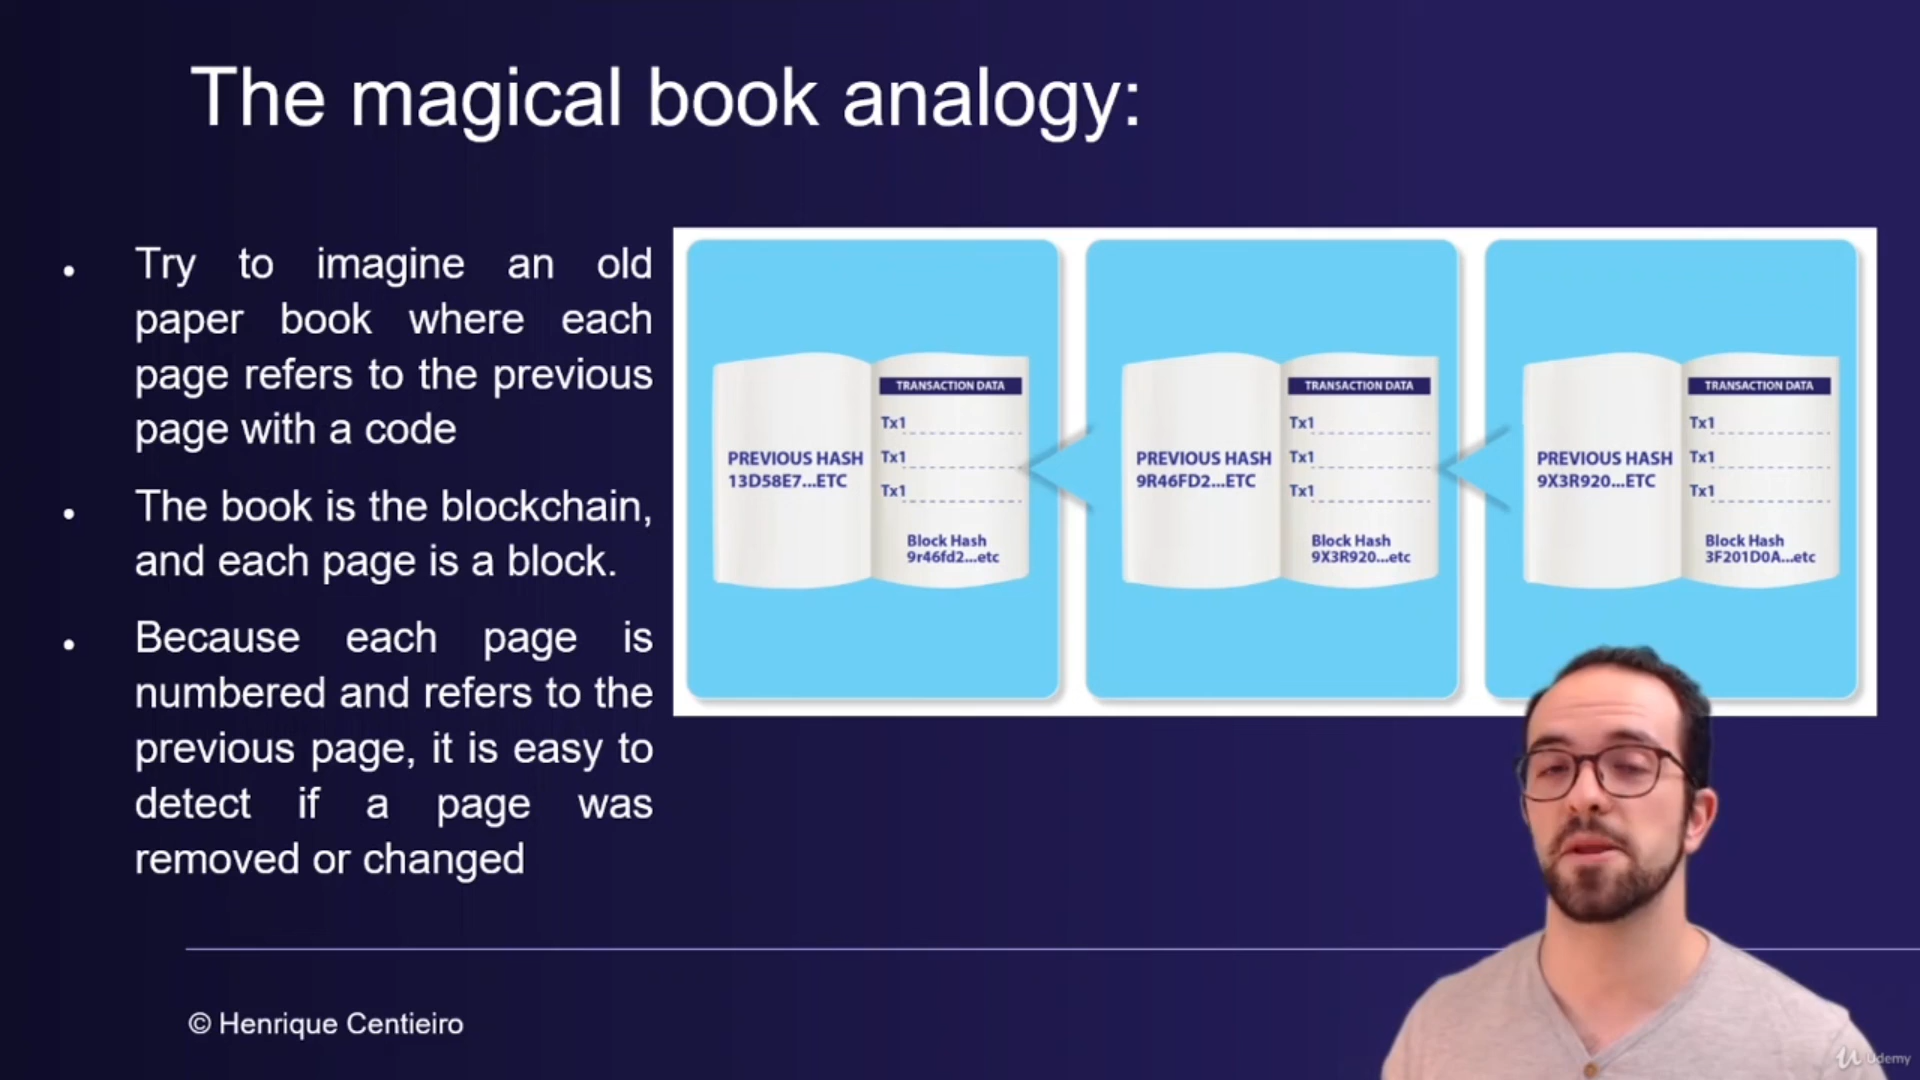 The magical book analogy:
• Try to imagine an old
paper book where each
page refers to the previous
page with a code
• The book is the blockchain,
and each page is a block.
• Because each page is
numbered and refers to the
previous page, it is easy to
detect if a page was
removed or changed
PREVIOUS HASH
13D58E7...ETC
TRANSACTION DATA
Tx1
Tx1
Tx1
Block Hash
9r46fd2...etc
PREVIOUS HASH
9R46FD2...ETC
TRANSACTION DATA
Tx1
Tx1
Tx1
Block Hash
9X3R920...etc
PREVIOUS HASH
9X3R920...ETC
TRANSACTION DATA
Tx1
Tx1
Tx1
Block Hash
3F201D0A...etc
© Henrique Centieiro
Udemy